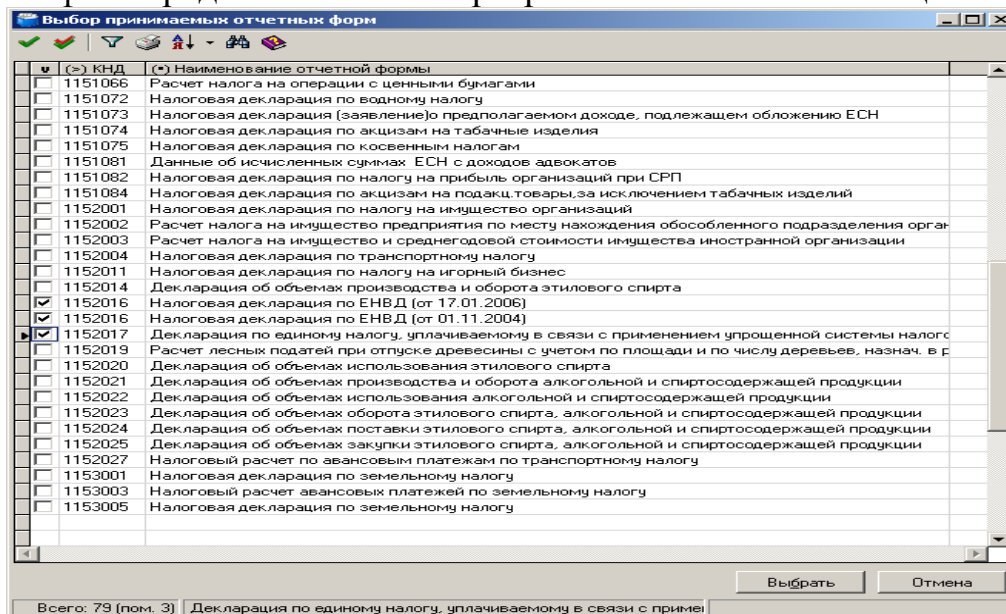 Выбор принимаемых отчетных форм
(>) КНД (•) Наименование отчетной формы
1151066 Расчет налога на операции с ценными бумагами
1151072 Налоговая декларация по водному налогу
1151073 Налоговая декларация (заявление)о предполагаемом доходе, подлежащем обложению ЕСН
1151074 Налоговая декларация по акцизам на табачные изделия
1151075 Налоговая декларация по косвенным налогам
1151081 Данные об исчисленных суммах ЕСН с доходов адвокатов
1151082 Налоговая декларация по налогу на прибыль организаций при СРП
1151084 Налоговая декларация по акцизам на подакц.товары,за исключением табачных изделий
1152001 Налоговая декларация по налогу на имущество организаций
1152002 Расчет налога на имущество предприятия по месту нахождения обособленного подразделения орган
1152003 Расчет налога на имущество и среднегодовой стоимости имущества иностранной организации
1152004 Налоговая декларация по транспортному налогу
1152011 Налоговая декларация по налогу на игорный бизнес
1152014 Декларация об объемах производства и оборота этилового спирта
1152016 Налоговая декларация по ЕНВД (от 17.01.2006)
1152016 Налоговая декларация по ЕНВД (от 01.11.2004)
1152017 Декларация по единому налогу, уплачиваемому в связи с применением упрощенной системы налого
1152019 Расчет лесных податей при отпуске древесины с учетом по площади и по числу деревьев, назнач. в р
1152020 Декларация об объемах использования этилового спирта
1152021 Декларация об объемах производства и оборота алкогольной и спиртосодержащей продукции
1152022 Декларация об объемах использования алкогольной и спиртосодержащей продукции
1152023 Декларация об объемах оборота этилового спирта, алкогольной и спиртосодержащей продукции
1152024 Декларация об объемах поставки этилового спирта, алкогольной и спиртосодержащей продукции
1152025 Декларация об объемах закупки этилового спирта, алкогольной и спиртосодержащей продукции
1152027 Налоговый расчет по авансовым платежам по транспортному налогу
1153001 Налоговая декларация по земельному налогу
1153003 Налоговый расчет авансовых платежей по земельному налогу
1153005 Налоговая декларация по земельному налогу
Выбрать Отмена
Всего: 79 (пом. 3) Декларация по единому налогу, уплачиваемому в связи с приме